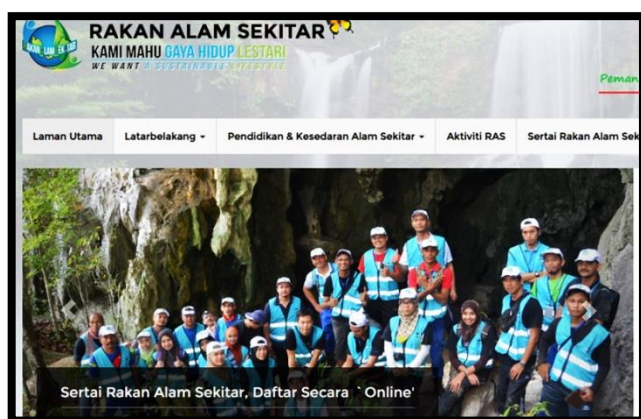 RAKAN ALAM SEKITAR
KAMI MAHU GAYA HIDUP LESTARI
WE WANT A SUSTAINABLE LIFESTYLE
Peman
Laman Utama
Latarbelakang
Pendidikan & Kesedaran Alam Sekitar
Aktiviti RAS
Sertai Rakan Alam Sek
Sertai Rakan Alam Sekitar, Daftar Secara `Online'